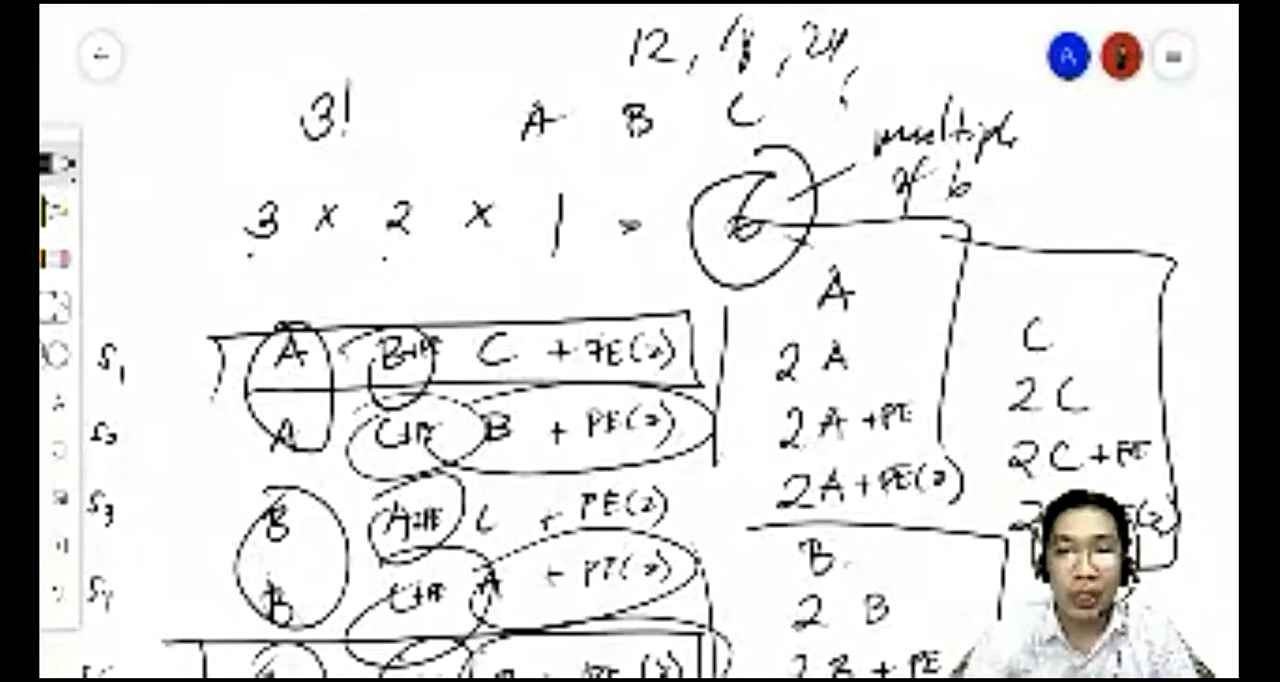 12, 18, 24,
3! A B C
multiple
of 6
3 x 2 x 1 = 6
A
S1 A B+PE C + PE(2)
2 A
C
S2 A C+PE B + PE(2)
2 A + PE
2 C
2 A + PE(2)
2 C + PE
S3 B A+PE C + PE(2)
B
S4 B C+PE A + PE(2)
2 B
2 B + PE